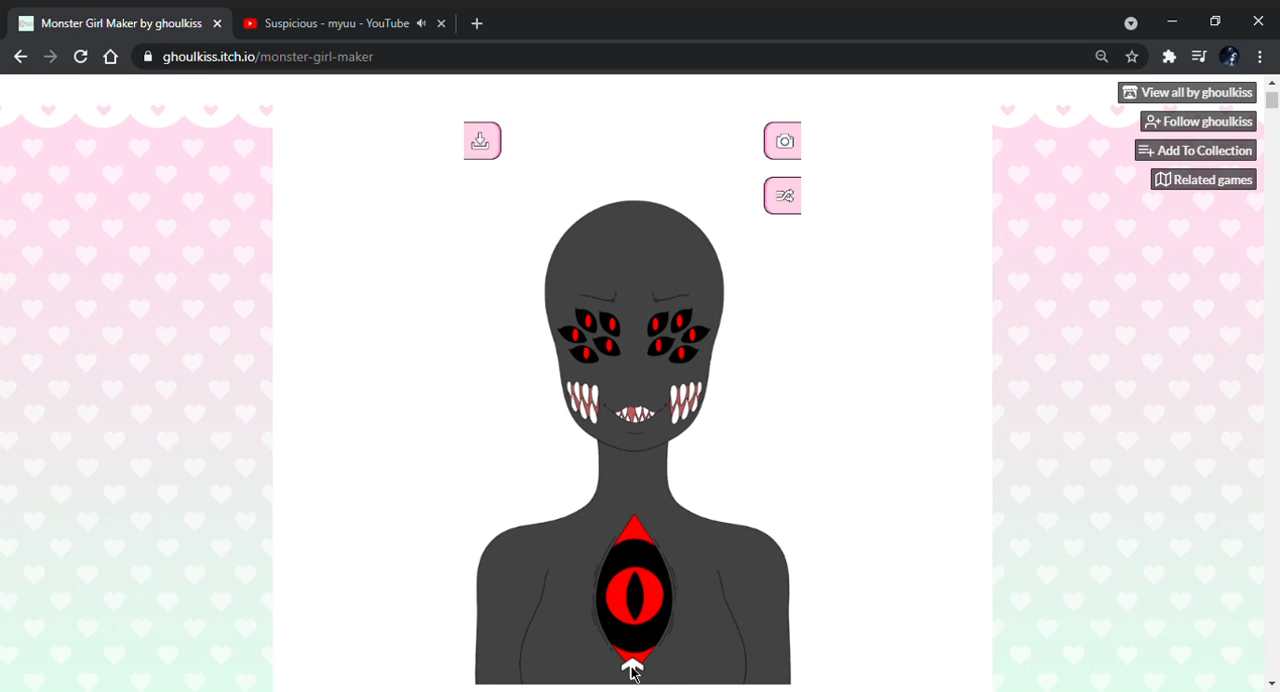 Monster Girl Maker by ghoulkiss
Suspicious - myuu - YouTube
ghoulkiss.itch.io/monster-girl-maker
View all by ghoulkiss
Follow ghoulkiss
Add To Collection
Related games